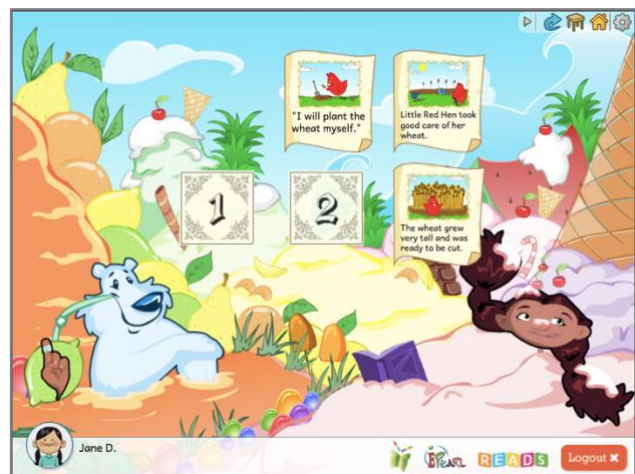 "I will plant the
wheat myself."
Little Red Hen took
good care of her
wheat.
1
2
The wheat grew
very tall and was
ready to be cut.
Jane D.
READS
Logout ×